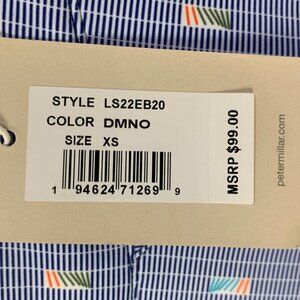 STYLE LS22EB20
COLOR DMNO
SIZE XS
1 94624 71269 9
MSRP $99.00
petermillar.com